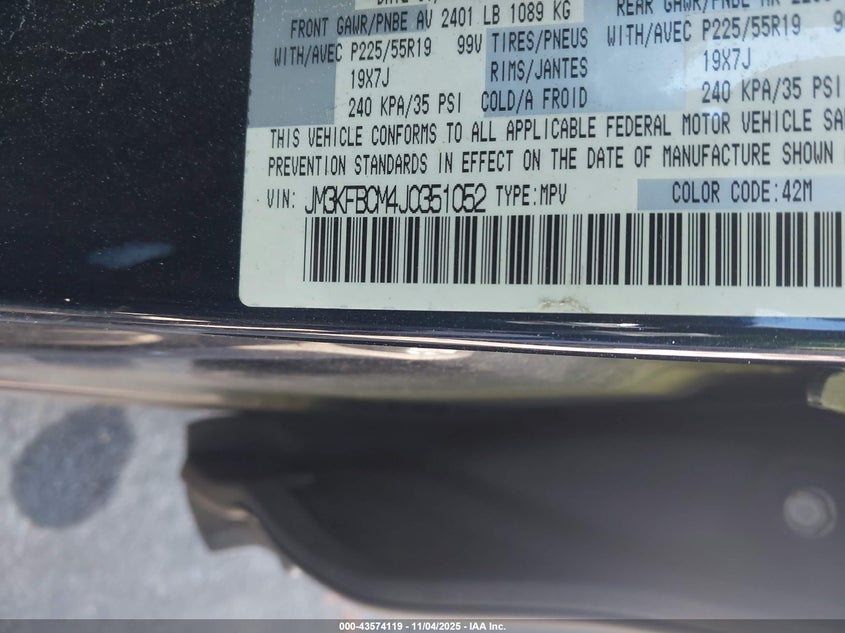 FRONT GAWR/PNBE AV 2401 LB 1089 KG
REAR GAWR/PNBE
WITH/AVEC P225/55R19 99V TIRES/PNEUS WITH/AVEC P225/55R19
19X7J RIMS/JANTES 19X7J
240 KPA/35 PSI COLD/A FROID 240 KPA/35 PSI
THIS VEHICLE CONFORMS TO ALL APPLICABLE FEDERAL MOTOR VEHICLE
PREVENTION STANDARDS IN EFFECT ON THE DATE OF MANUFACTURE SHOWN
VIN: JM3KFBCM4J0351052 TYPE:MPV COLOR CODE:42M
000-43574119 - 11/04/2025 - IAA Inc.